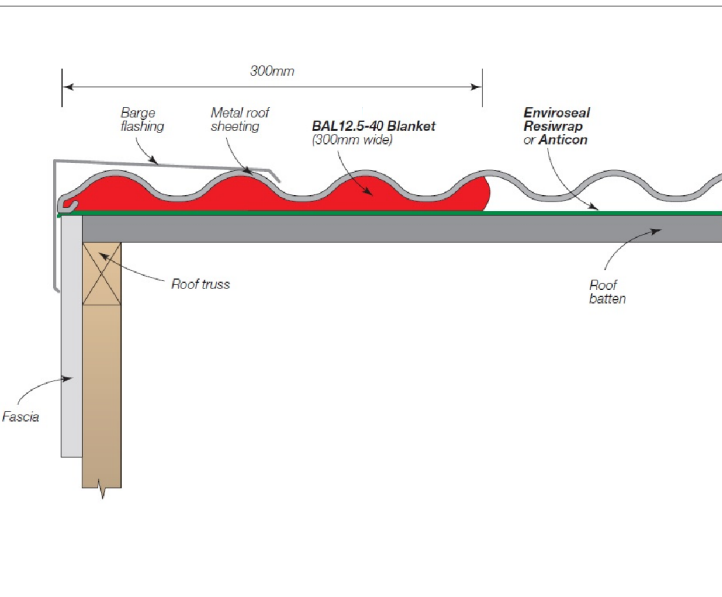 300mm
Barge
flashing
Metal roof
sheeting
BAL12.5-40 Blanket
(300mm wide)
Enviroseal
Resiwrap
or Anticon
Roof truss
Roof
batten
Fascia